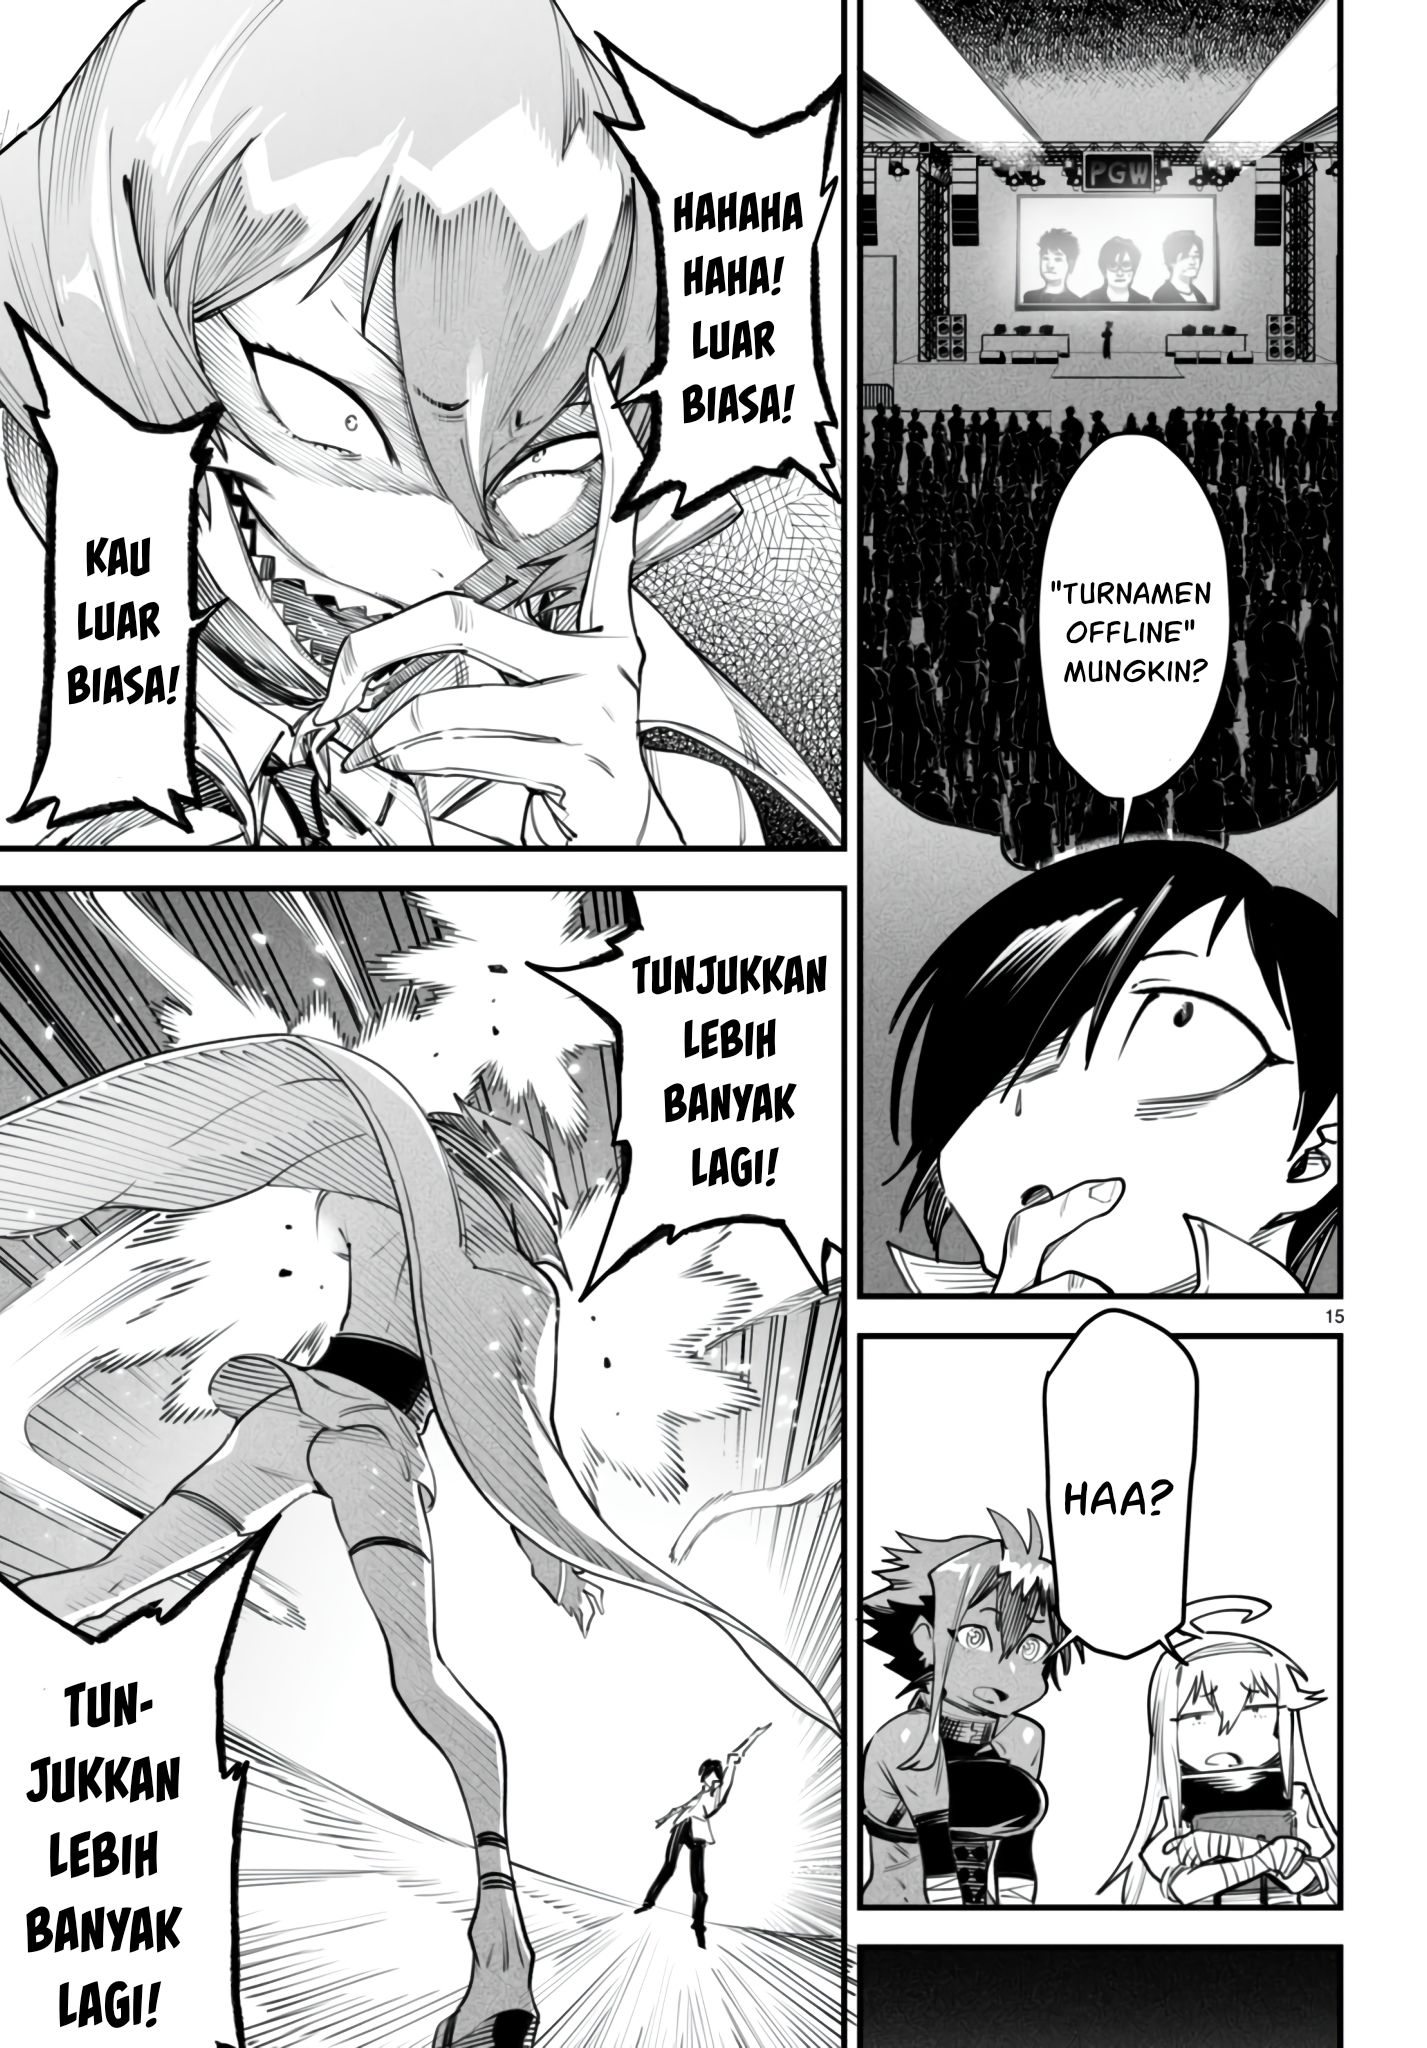 PGW
"TURNAMEN
OFFLINE"
MUNGKIN?
15
HAA?
HAHAHA
HAHA!
LUAR
BIASA!
KAU
LUAR
BIASA!
TUNJUKKAN
LEBIH
BANYAK
LAGI!
TUN-
JUKKAN
LEBIH
BANYAK
LAGI!